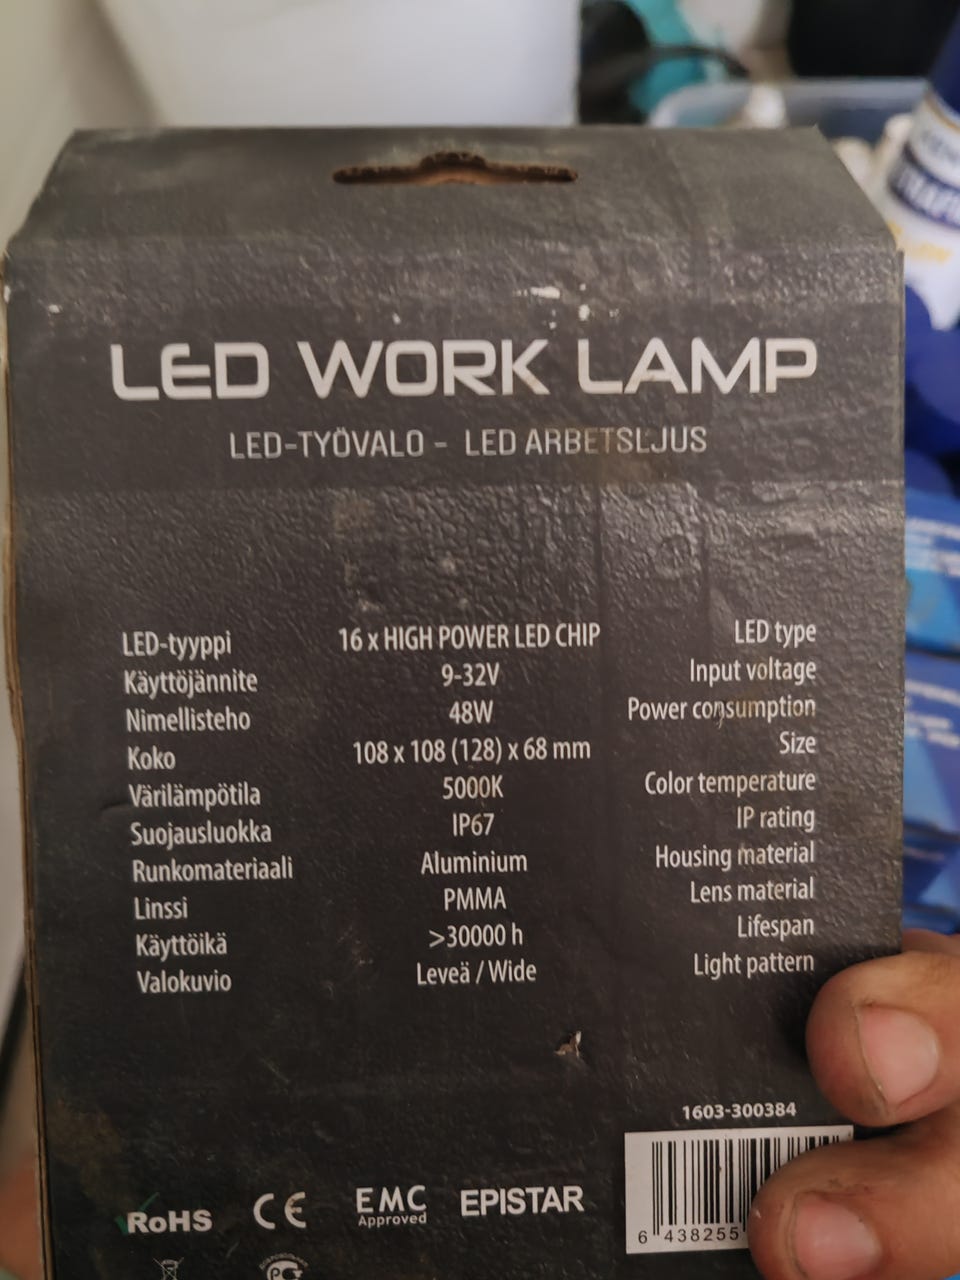 LED WORK LAMP
LED-TYÖVALO - LED ARBETSLJUS
LED-tyyppi 16 x HIGH POWER LED CHIP LED type
Käyttöjännite 9-32V Input voltage
Nimellisteho 48W Power consumption
Koko 108 x 108 (128) x 68 mm Size
Värilämpötila 5000K Color temperature
Suojausluokka IP67 IP rating
Runkomateriaali Aluminium Housing material
Linssi PMMA Lens material
Käyttöikä >30000 h Lifespan
Valokuvio Leveä / Wide Light pattern
1603-300384
RoHS CE EMC Approved EPISTAR
6 438255